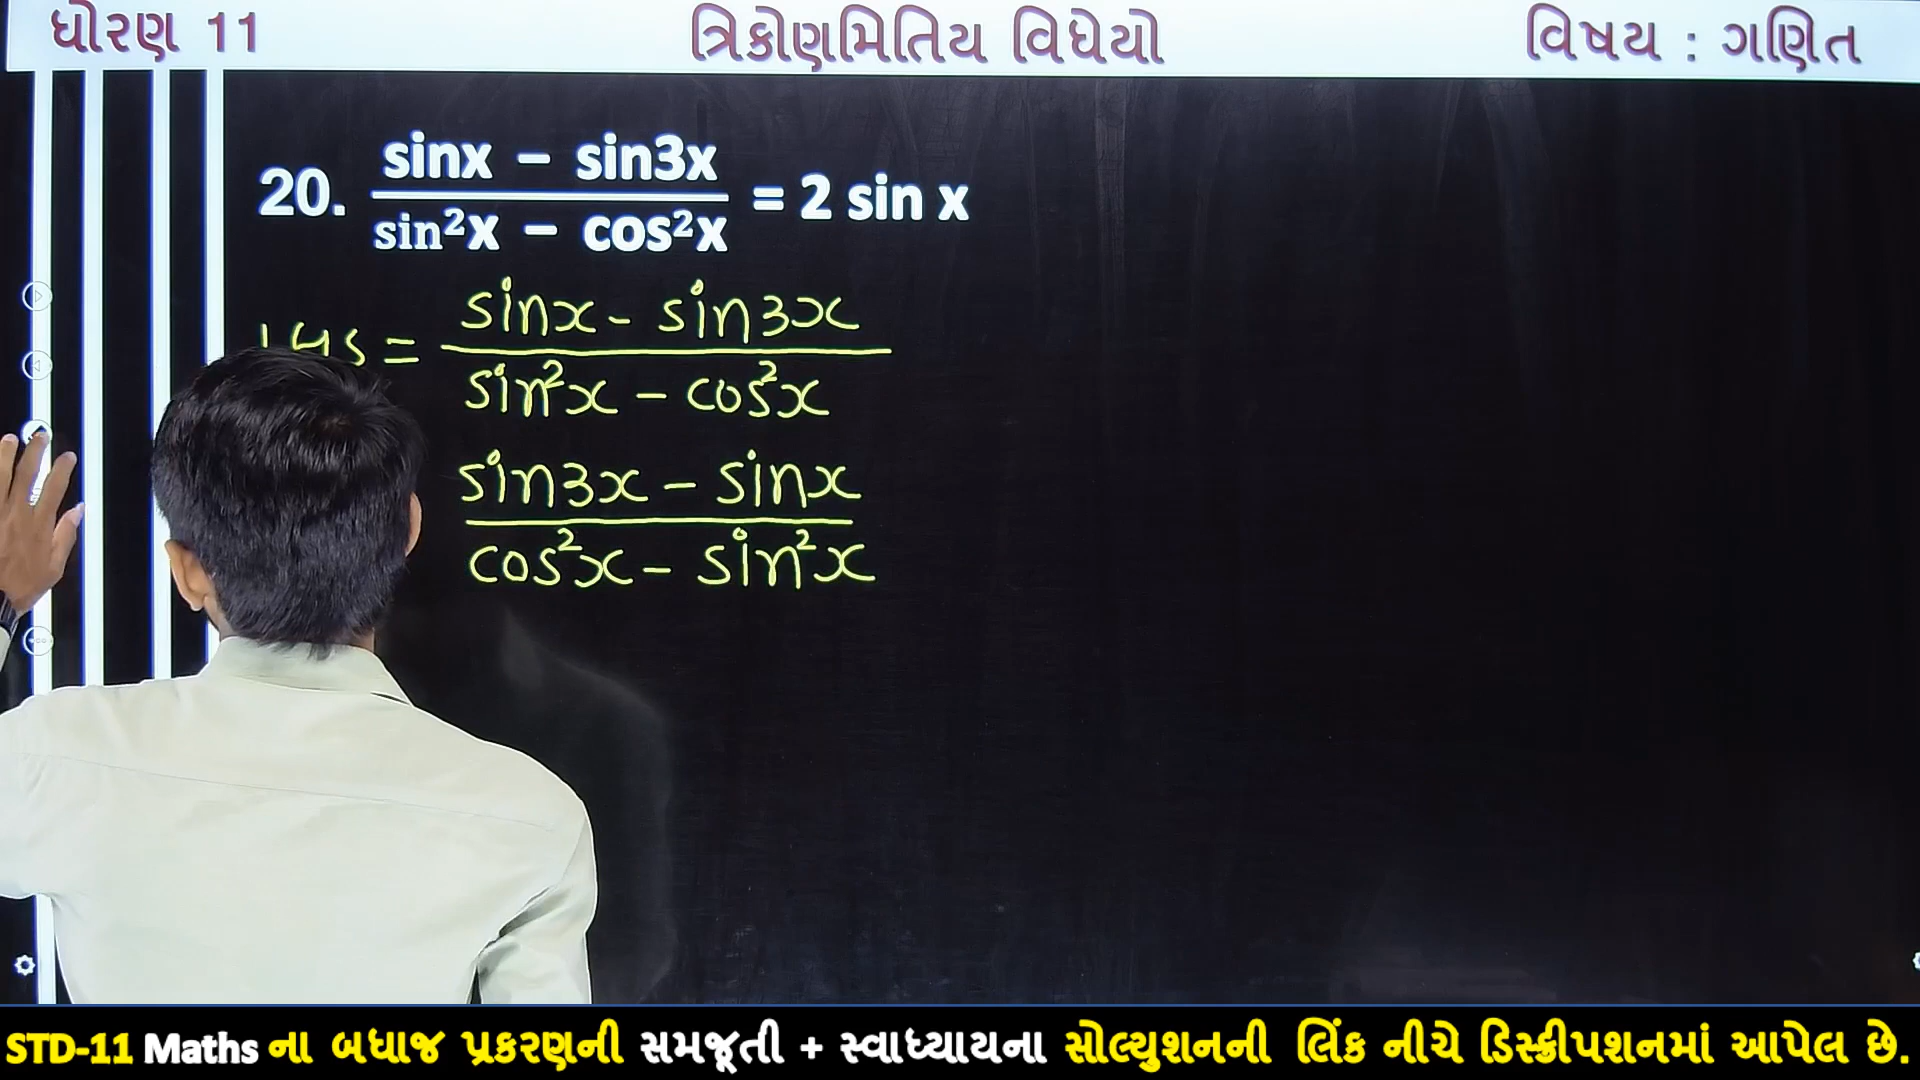 ધોરણ 11 ત્રિકોણમિતિય વિધેયો વિષય : ગણિત
20. sinx − sin3x / sin²x − cos²x = 2 sin x
= sinx - sin3x / sin²x - cos²x
sin3x - sinx / cos²x - sin²x
STD-11 Maths ના બધાજ પ્રકરણની સમજૂતી + સ્વાધ્યાયના સોલ્યુશનની લિંક નીચે ડિસ્ક્રીપશનમાં આપેલ છે.